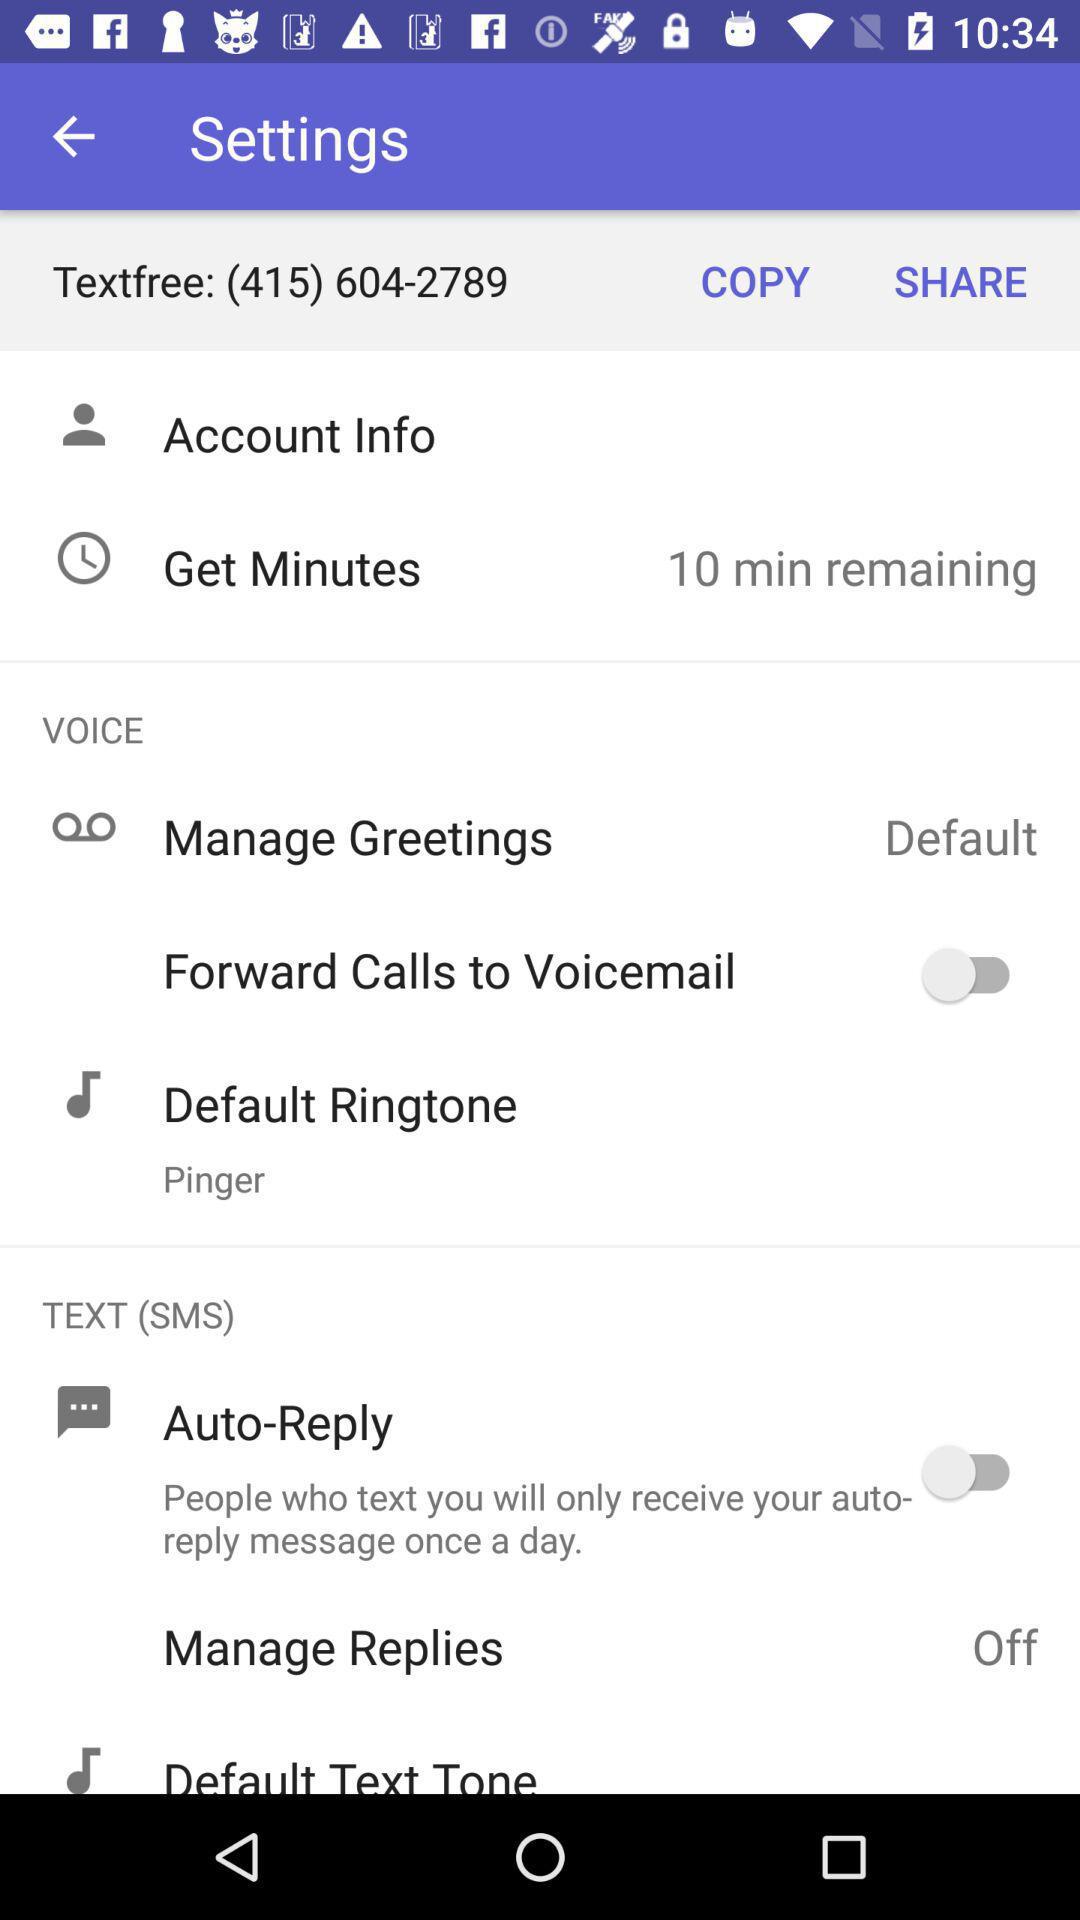 10:34
Settings
Textfree: (415) 604-2789 COPY SHARE
Account Info
Get Minutes 10 min remaining
VOICE
Manage Greetings Default
Forward Calls to Voicemail
Default Ringtone
Pinger
TEXT (SMS)
Auto-Reply
People who text you will only receive your auto-
reply message once a day.
Manage Replies Off
Default Text Tone